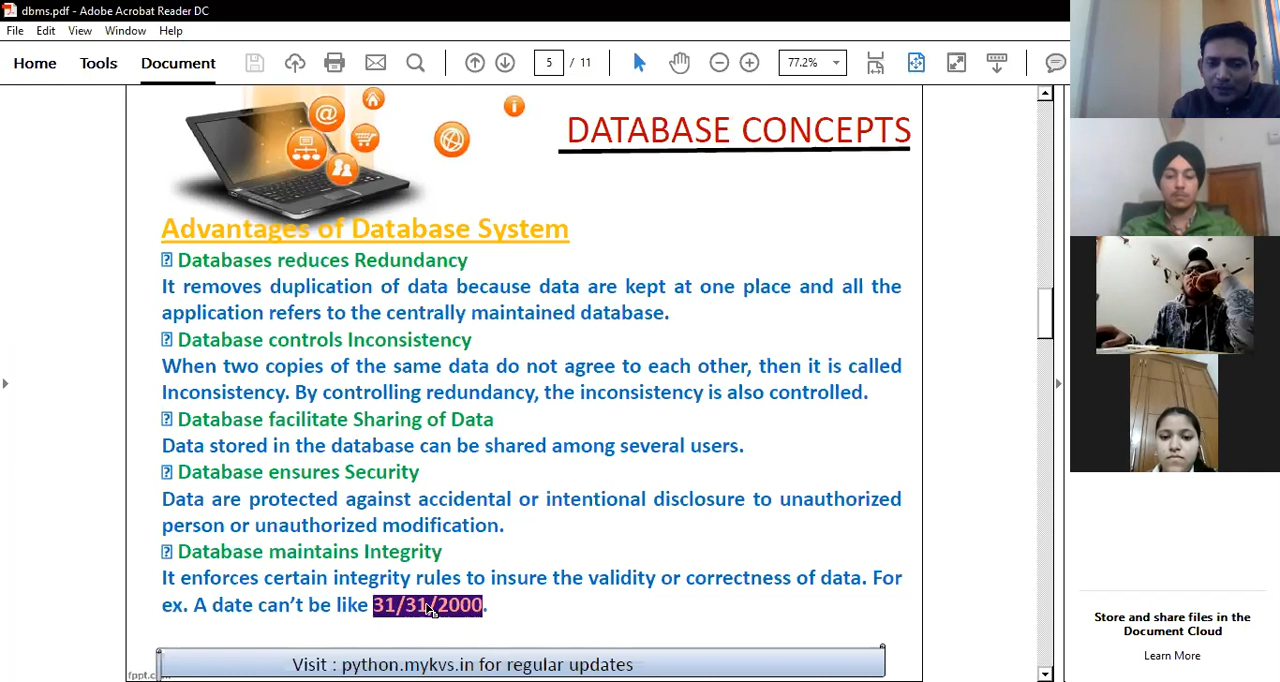 dbms.pdf - Adobe Acrobat Reader DC
File Edit View Window Help
Home Tools Document 5 / 11 77.2%
@
i
DATABASE CONCEPTS
Advantages of Database System
? Databases reduces Redundancy
It removes duplication of data because data are kept at one place and all the
application refers to the centrally maintained database.
? Database controls Inconsistency
When two copies of the same data do not agree to each other, then it is called
Inconsistency. By controlling redundancy, the inconsistency is also controlled.
? Database facilitate Sharing of Data
Data stored in the database can be shared among several users.
? Database ensures Security
Data are protected against accidental or intentional disclosure to unauthorized
person or unauthorized modification.
? Database maintains Integrity
It enforces certain integrity rules to insure the validity or correctness of data. For
ex. A date can’t be like 31/31/2000.
Visit : python.mykvs.in for regular updates
Store and share files in the
Document Cloud
Learn More